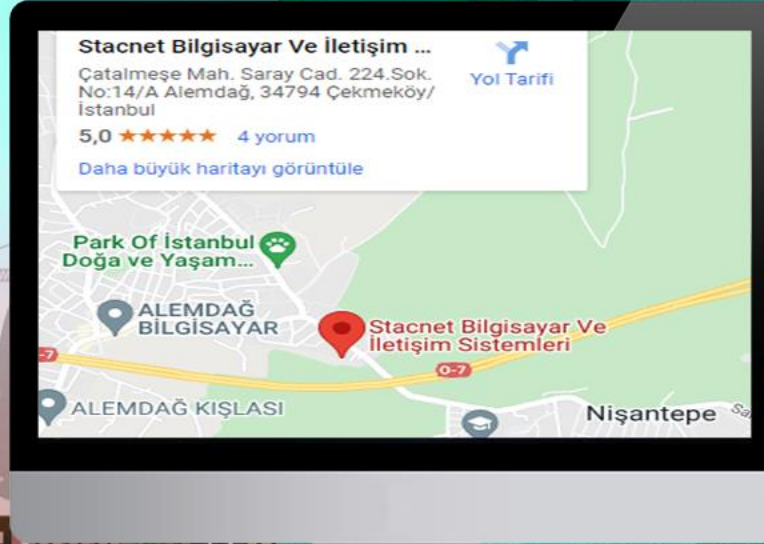 Stacnet Bilgisayar Ve İletişim ...
Çatalmeşe Mah. Saray Cad. 224.Sok.
No:14/A Alemdağ, 34794 Çekmeköy/
İstanbul
5,0 ★★★★★ 4 yorum
Daha büyük haritayı görüntüle
Yol Tarifi
Park Of İstanbul
Doğa ve Yaşam...
ALEMDAĞ
BİLGİSAYAR
Stacnet Bilgisayar Ve
İletişim Sistemleri
-7
O-7
ALEMDAĞ KIŞLASI
Nişantepe